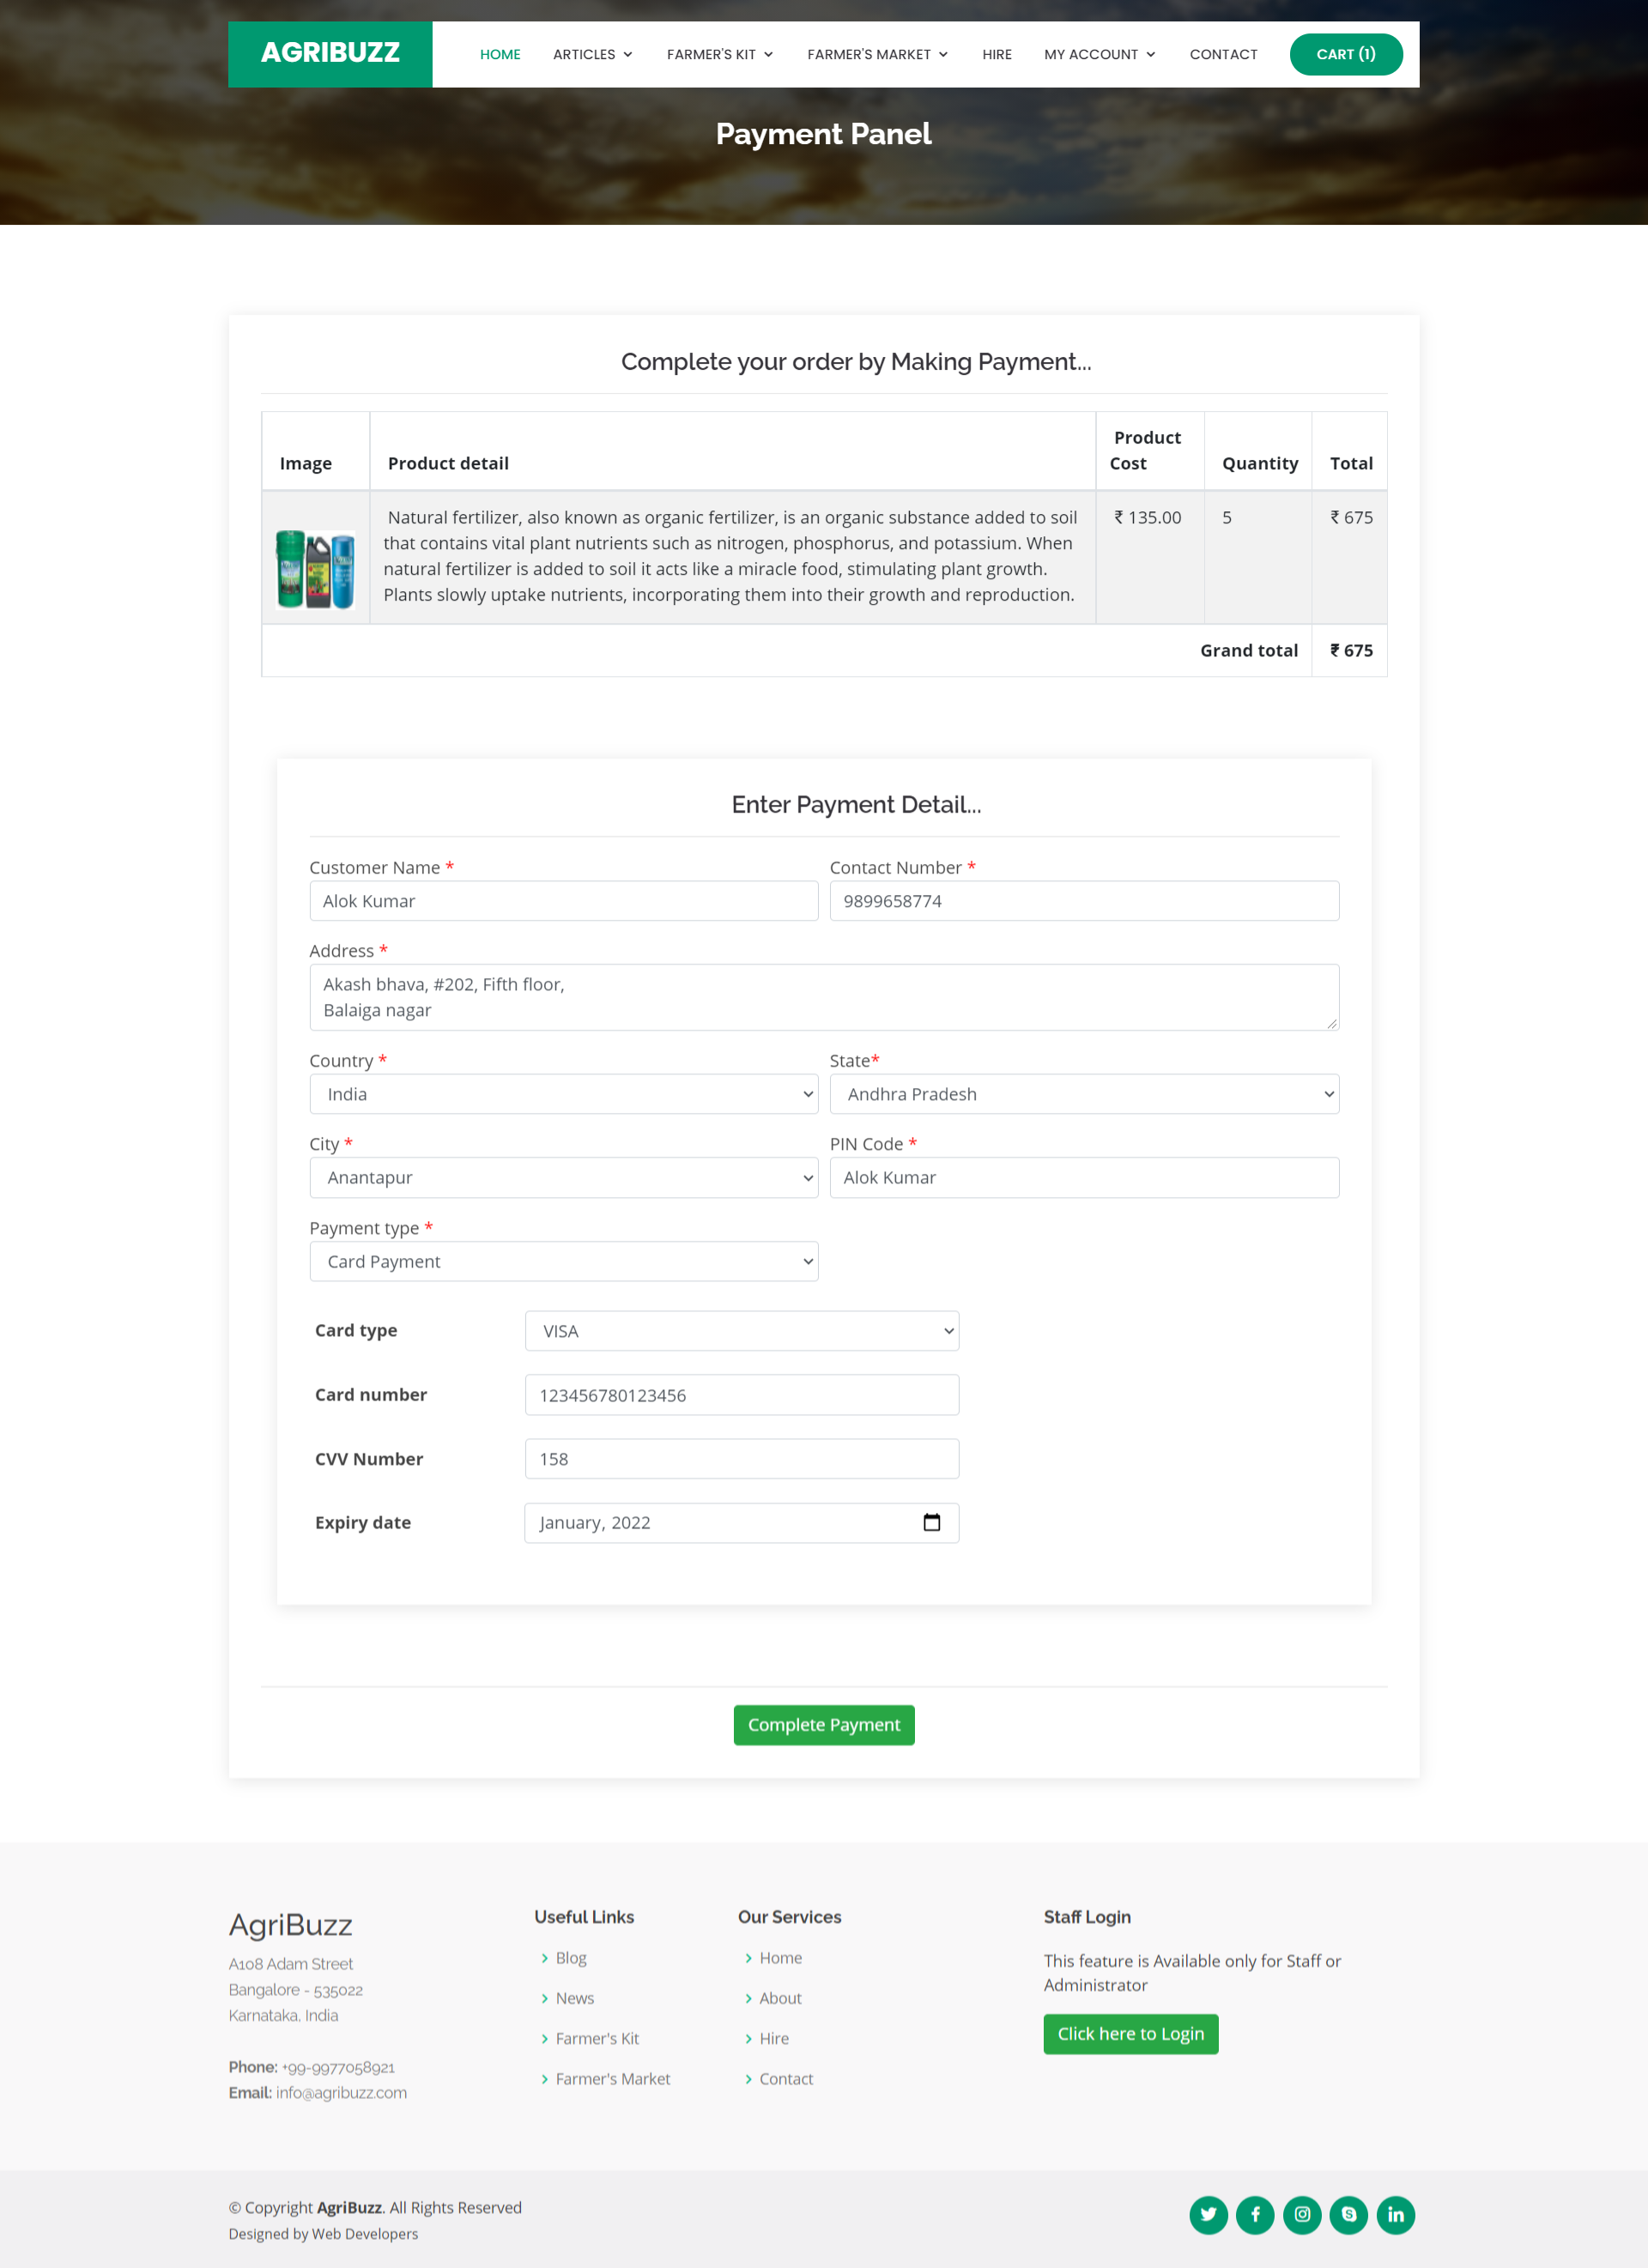 AGRIBUZZ
HOME ARTICLES FARMER'S KIT FARMER'S MARKET HIRE MY ACCOUNT CONTACT CART (1)
Payment Panel
Complete your order by Making Payment...
Image Product detail Product Cost Quantity Total
Natural fertilizer, also known as organic fertilizer, is an organic substance added to soil
that contains vital plant nutrients such as nitrogen, phosphorus, and potassium. When
natural fertilizer is added to soil it acts like a miracle food, stimulating plant growth.
Plants slowly uptake nutrients, incorporating them into their growth and reproduction.
₹ 135.00 5 ₹ 675
Grand total ₹ 675
Enter Payment Detail...
Customer Name * Contact Number *
Alok Kumar 9899658774
Address *
Akash bhava, #202, Fifth floor,
Balaiga nagar
Country * State*
India Andhra Pradesh
City * PIN Code *
Anantapur Alok Kumar
Payment type *
Card Payment
Card type VISA
Card number 123456780123456
CVV Number 158
Expiry date January, 2022
Complete Payment
AgriBuzz
A108 Adam Street
Bangalore - 535022
Karnataka, India
Phone: +99-9977058921
Email: info@agribuzz.com
Useful Links
Blog
News
Farmer's Kit
Farmer's Market
Our Services
Home
About
Hire
Contact
Staff Login
This feature is Available only for Staff or
Administrator
Click here to Login
© Copyright AgriBuzz. All Rights Reserved
Designed by Web Developers